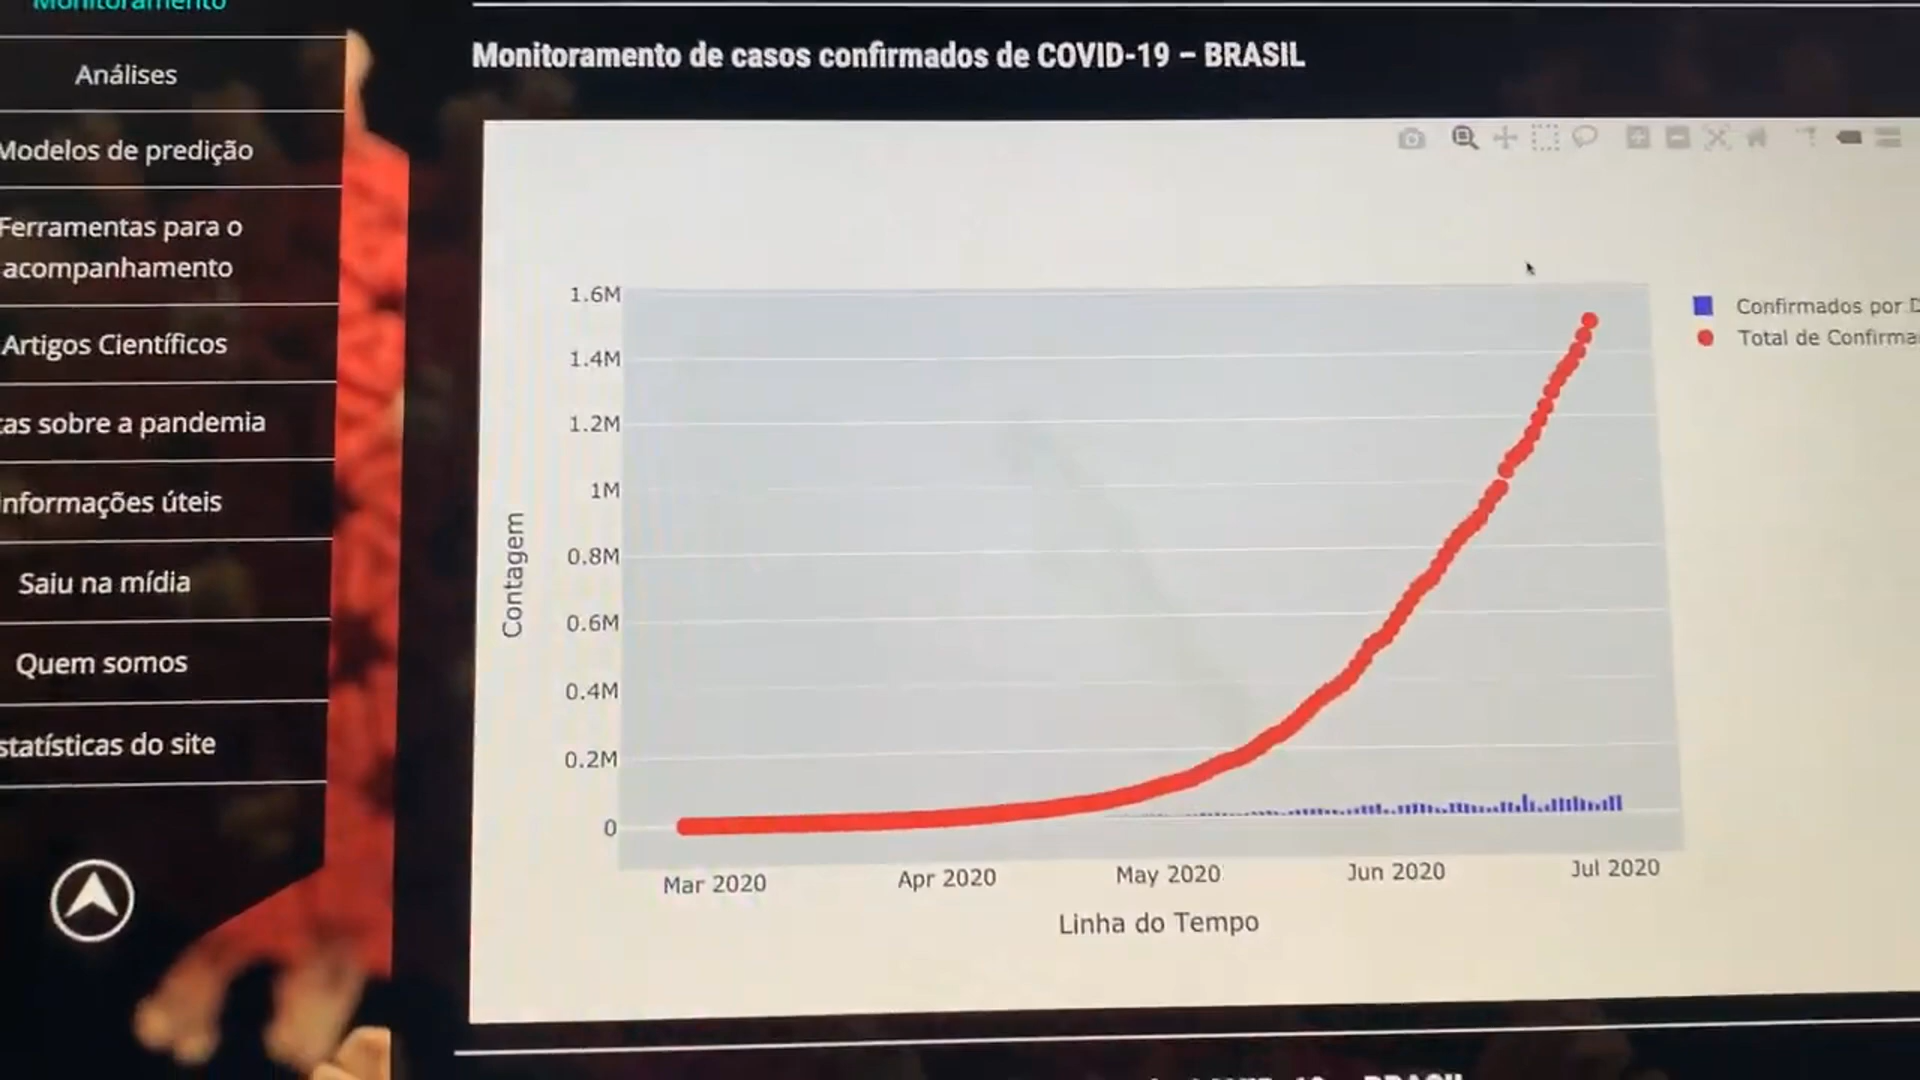 Monitoramento
Análises
Modelos de predição
Ferramentas para o
acompanhamento
Artigos Científicos
sobre a pandemia
Informações úteis
Saiu na mídia
Quem somos
statísticas do site
Monitoramento de casos confirmados de COVID-19 – BRASIL
1.6M
1.4M
1.2M
1M
0.8M
0.6M
0.4M
0.2M
0
Contagem
Mar 2020
Apr 2020
May 2020
Jun 2020
Jul 2020
Linha do Tempo
Confirmados por
Total de Confirma
BRASIL